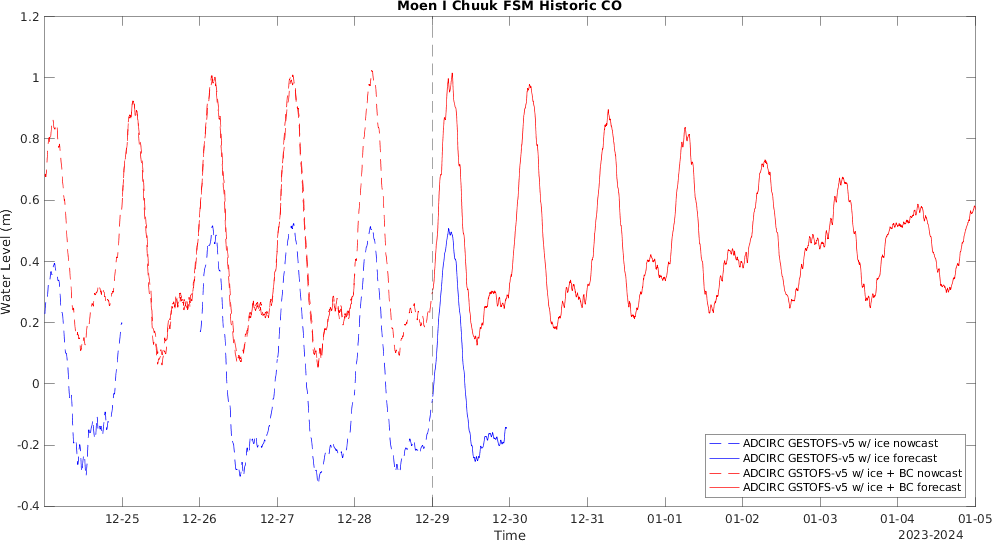 Moen I Chuuk FSM Historic CO
1.2
1
0.8
0.6
0.4
0.2
0
-0.2
-0.4
Water Level (m)
ADCIRC GESTOFS-v5 w/ ice nowcast
ADCIRC GESTOFS-v5 w/ ice forecast
ADCIRC GSTOFS-v5 w/ ice + BC nowcast
ADCIRC GSTOFS-v5 w/ ice + BC forecast
12-25 12-26 12-27 12-28 12-29 12-30 12-31 01-01 01-02 01-03 01-04 01-05
Time
2023-2024